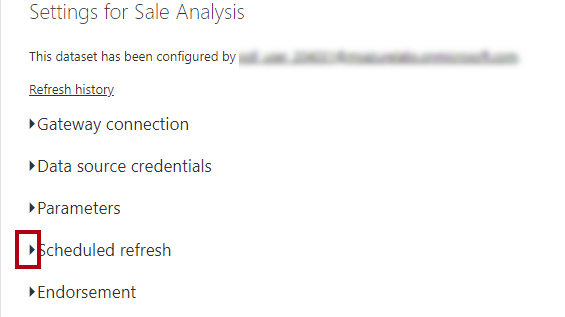 Settings for Sale Analysis
This dataset has been configured by
Refresh history
Gateway connection
Data source credentials
Parameters
Scheduled refresh
Endorsement